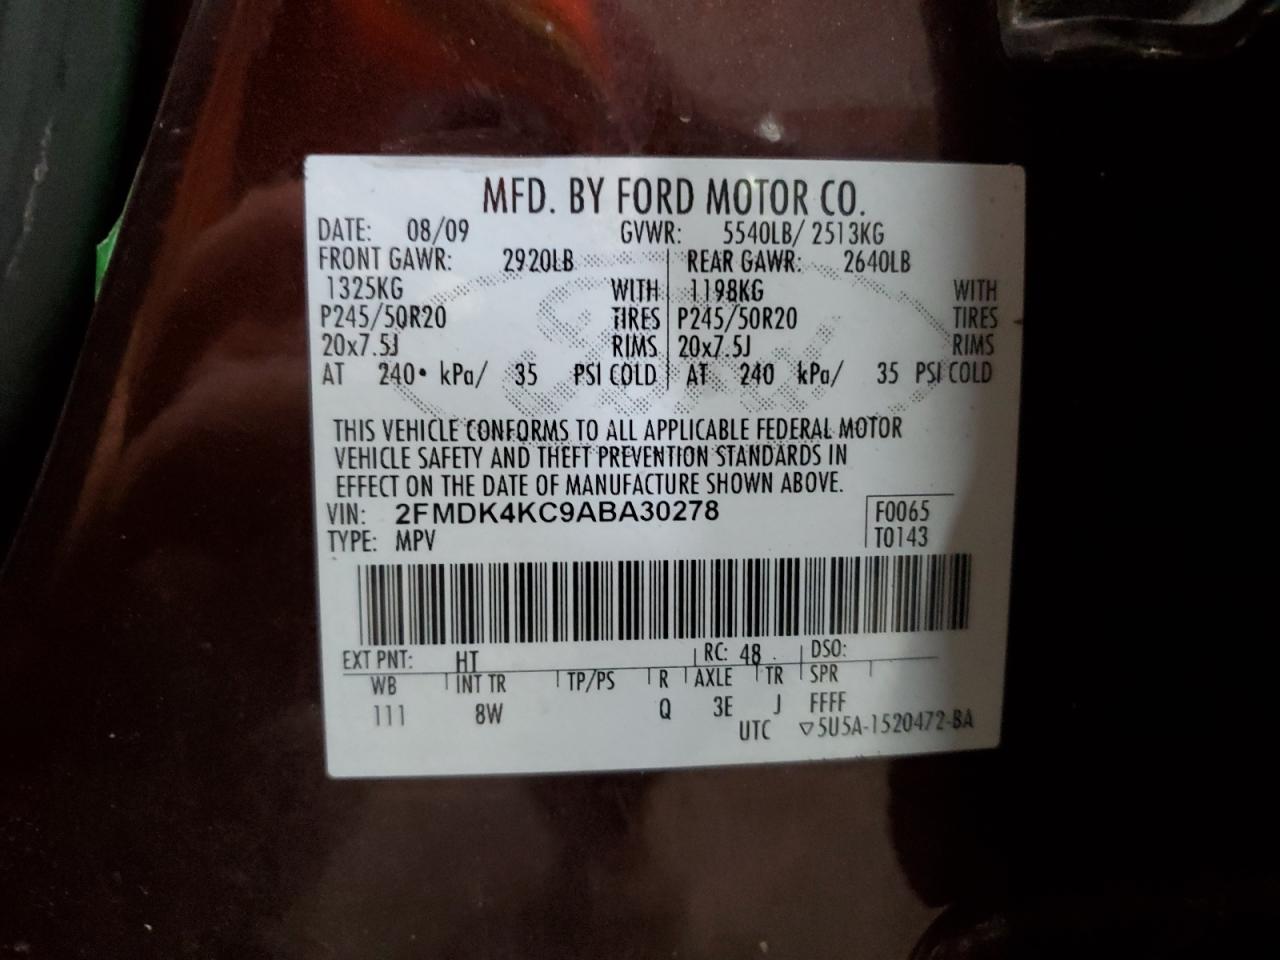 MFD. BY FORD MOTOR CO.
DATE: 08/09 GVWR: 5540LB/ 2513KG
FRONT GAWR: 2920LB REAR GAWR: 2640LB
1325KG WITH 1198KG WITH
P245/50R20 TIRES P245/50R20 TIRES
20x7.5J RIMS 20x7.5J RIMS
AT 240 kPa/ 35 PSI COLD AT 240 kPa/ 35 PSI COLD
THIS VEHICLE CONFORMS TO ALL APPLICABLE FEDERAL MOTOR
VEHICLE SAFETY AND THEFT PREVENTION STANDARDS IN
EFFECT ON THE DATE OF MANUFACTURE SHOWN ABOVE.
VIN: 2FMDK4KC9ABA30278 F0065
TYPE: MPV T0143
EXT PNT: HT RC: 48 DSO:
WB INT TR TP/PS R AXLE TR SPR
111 8W Q 3E J FFFF
UTC ▽5U5A-1520472-BA